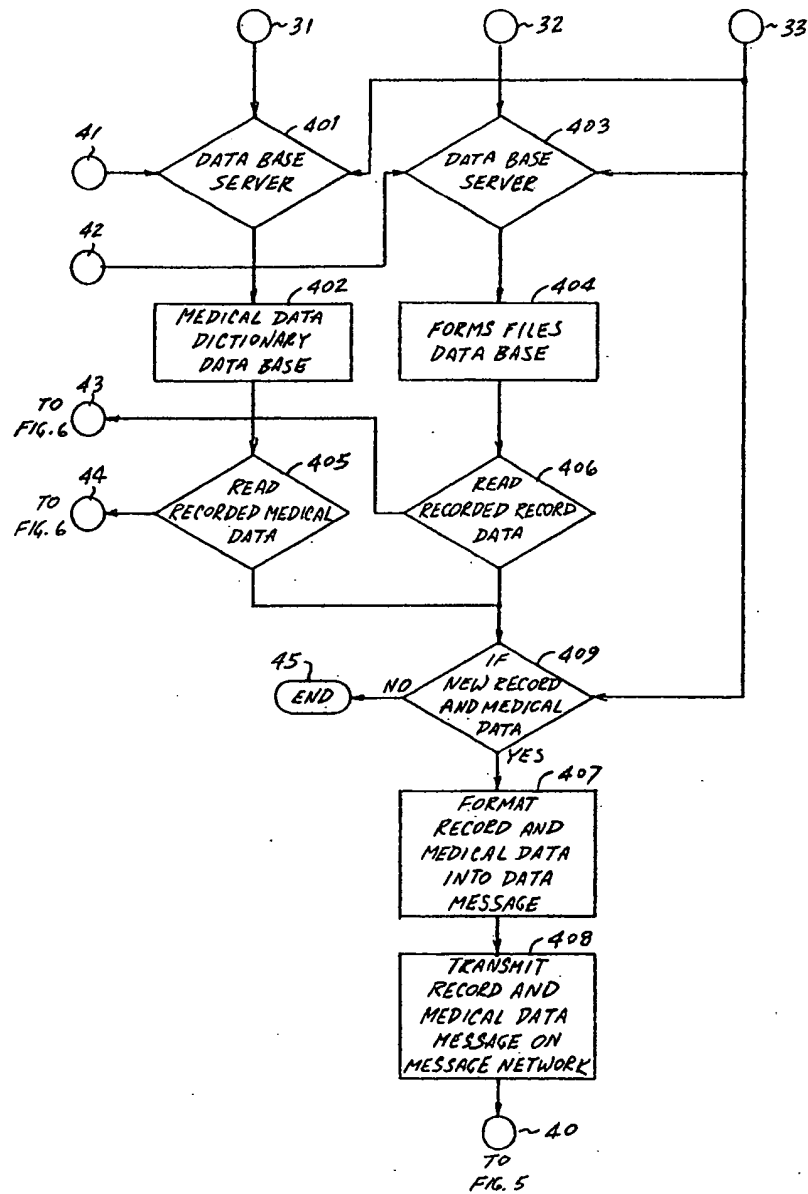 31
32
33
41
401
403
DATA BASE
SERVER
DATA BASE
SERVER
42
402
404
MEDICAL DATA
DICTIONARY
DATA BASE
FORMS FILES
DATA BASE
TO
FIG. 6
43
405
406
READ
RECORDED MEDICAL
DATA
READ
RECORDED RECORD
DATA
TO
FIG. 6
44
409
IF
NEW RECORD
AND MEDICAL
DATA
45
END
NO
YES
407
FORMAT
RECORD AND
MEDICAL DATA
INTO DATA
MESSAGE
408
TRANSMIT
RECORD AND
MEDICAL DATA
MESSAGE ON
MESSAGE NETWORK
40
TO
FIG. 5